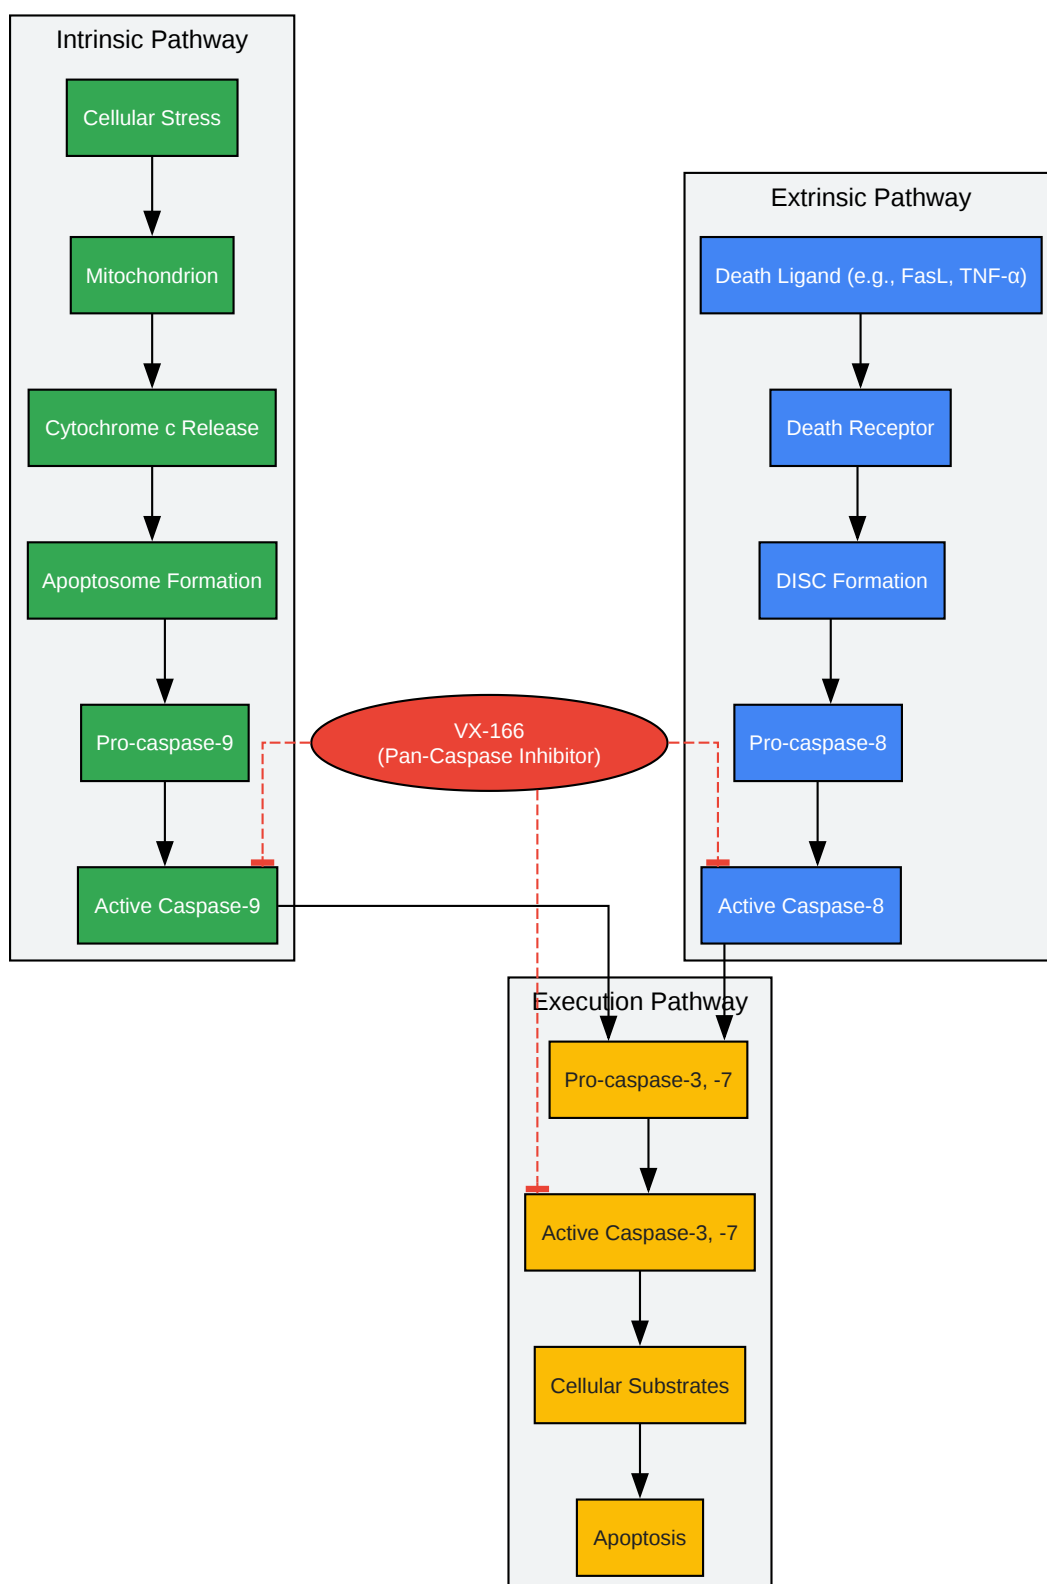 Intrinsic Pathway
Cellular Stress
Mitochondrion
Cytochrome c Release
Apoptosome Formation
Pro-caspase-9
Active Caspase-9
Extrinsic Pathway
Death Ligand (e.g., FasL, TNF-α)
Death Receptor
DISC Formation
Pro-caspase-8
Active Caspase-8
VX-166
(Pan-Caspase Inhibitor)
Execution Pathway
Pro-caspase-3, -7
Active Caspase-3, -7
Cellular Substrates
Apoptosis